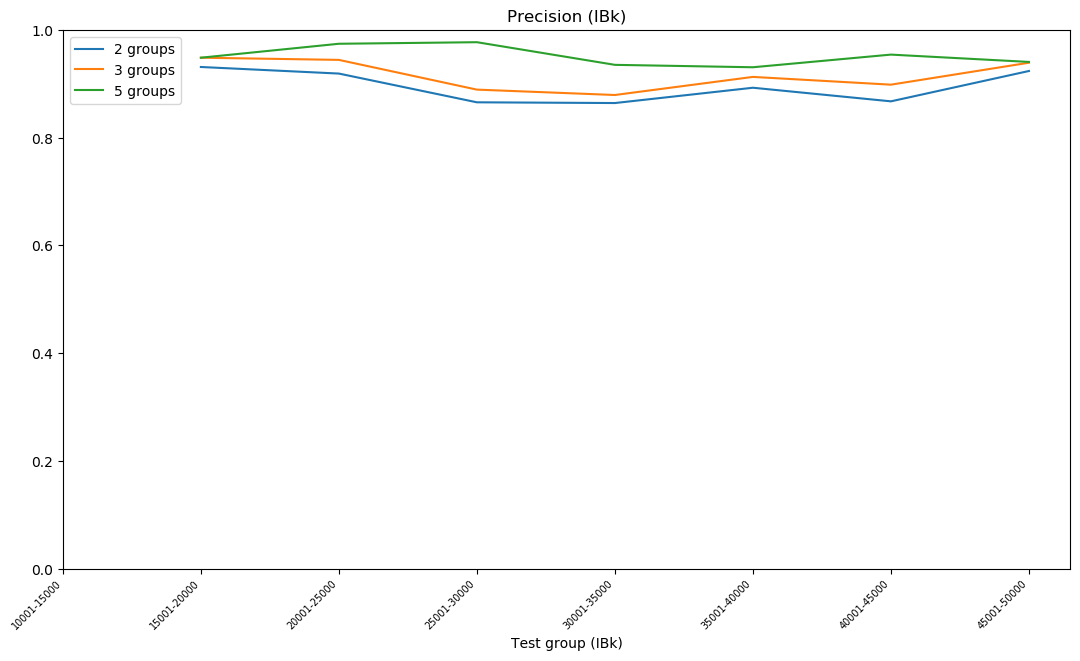 Precision (IBk)
1.0
0.8
0.6
0.4
0.2
0.0
2 groups
3 groups
5 groups
10001-15000
15001-20000
20001-25000
25001-30000
30001-35000
35001-40000
40001-45000
45001-50000
Test group (IBk)